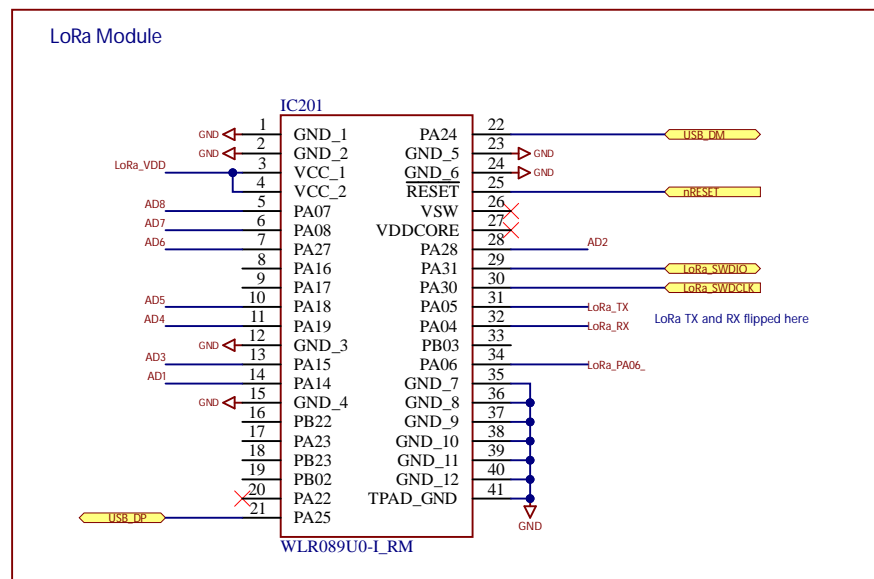 LoRa Module
IC201
GND 1 GND_1
GND 2 GND_2
LoRa_VDD 3 VCC_1
4 VCC_2
AD8 5 PA07
AD7 6 PA08
AD6 7 PA27
8 PA16
9 PA17
AD5 10 PA18
AD4 11 PA19
GND 12 GND_3
AD3 13 PA15
AD1 14 PA14
GND 15 GND_4
16 PB22
17 PA23
18 PB23
19 PB02
20 PA22
USB_DP 21 PA25
PA24 22 USB_DM
GND_5 23 GND
GND_6 24 GND
RESET 25 nRESET
VSW 26
VDDCORE 27
PA28 28 AD2
PA31 29 LoRa_SWDIO
PA30 30 LoRa_SWDCLK
PA05 31 LoRa_TX
PA04 32 LoRa_RX
LoRa TX and RX flipped here
PB03 33
PA06 34 LoRa_PA06_
GND_7 35
GND_8 36
GND_9 37
GND_10 38
GND_11 39
GND_12 40
TPAD_GND 41
GND
WLR089U0-I_RM